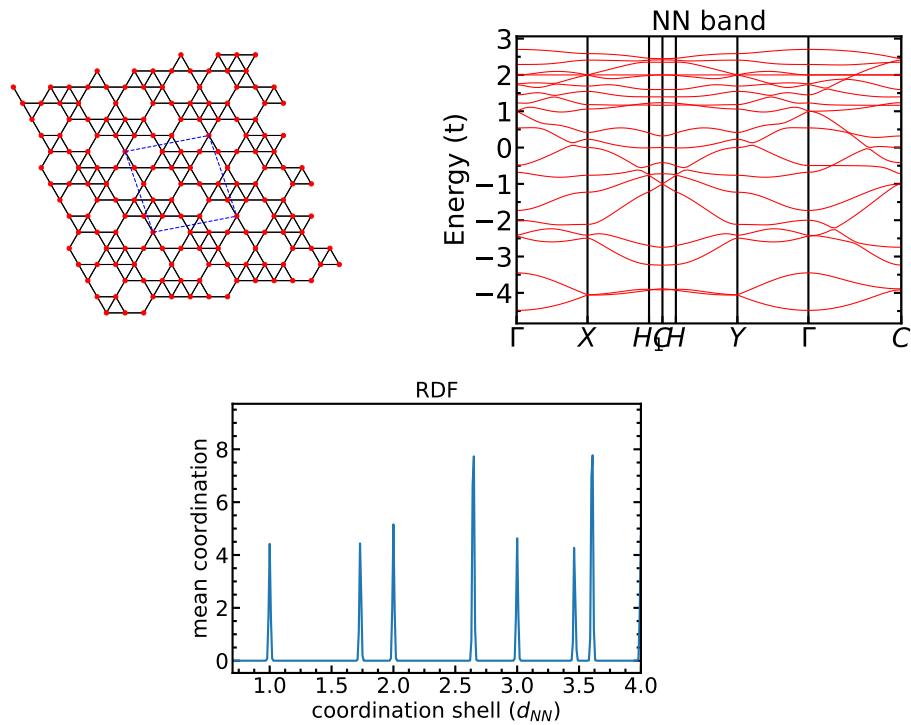 NN band
Energy (t)
3
2
1
0
−1
−2
−3
−4
Γ X H₁ C H Y Γ C
RDF
mean coordination
8
6
4
2
0
1.0 1.5 2.0 2.5 3.0 3.5 4.0
coordination shell (d_NN)